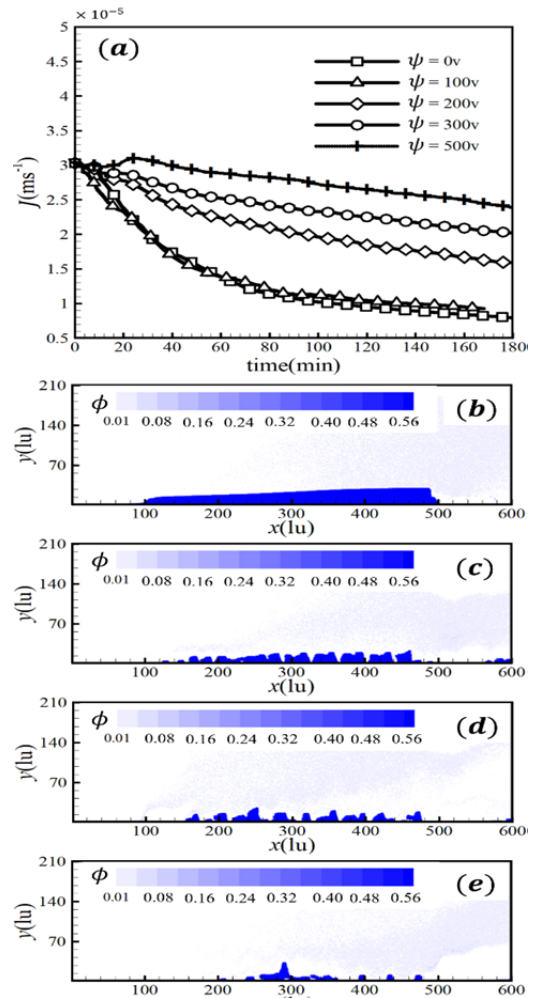 × 10⁻⁵
5
(a)
4.5
ψ = 0v
4
ψ = 100v
ψ = 200v
3.5
ψ = 300v
ψ = 500v
3
J(ms⁻¹)
2.5
2
1.5
1
0.5
0 20 40 60 80 100 120 140 160 180
time(min)
210
ϕ
(b)
0.01 0.08 0.16 0.24 0.32 0.40 0.48 0.56
140
y(lu)
70
100 200 300 400 500 600
x(lu)
210
ϕ
(c)
0.01 0.08 0.16 0.24 0.32 0.40 0.48 0.56
140
y(lu)
70
100 200 300 400 500 600
x(lu)
210
ϕ
(d)
0.01 0.08 0.16 0.24 0.32 0.40 0.48 0.56
140
y(lu)
70
100 200 300 400 500 600
x(lu)
210
ϕ
(e)
0.01 0.08 0.16 0.24 0.32 0.40 0.48 0.56
140
y(lu)
70
100 200 300 400 500 600